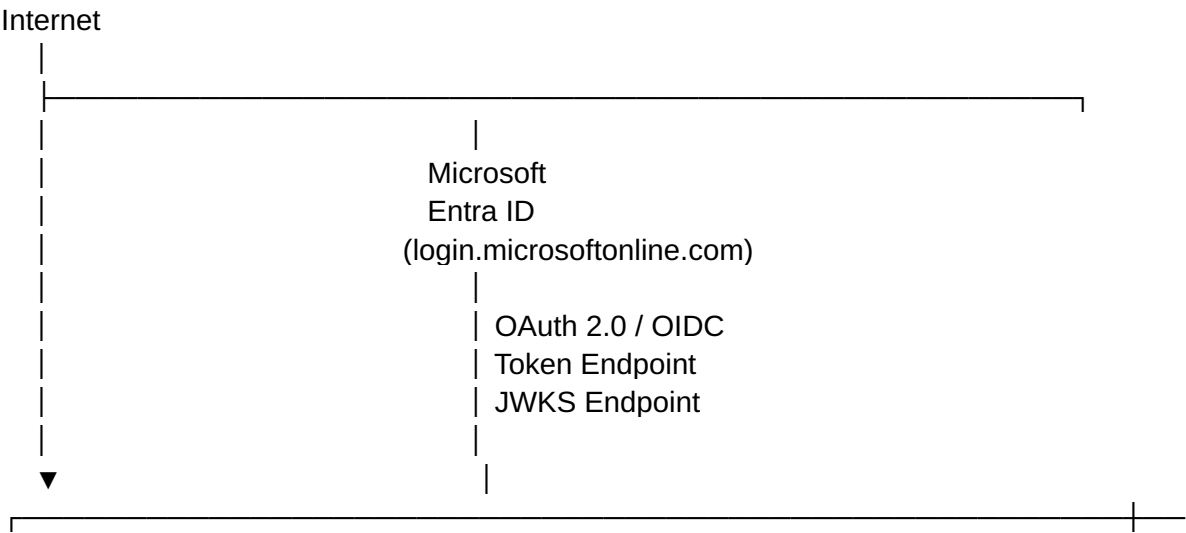 Internet
Microsoft
Entra ID
(login.microsoftonline.com)
OAuth 2.0 / OIDC
Token Endpoint
JWKS Endpoint